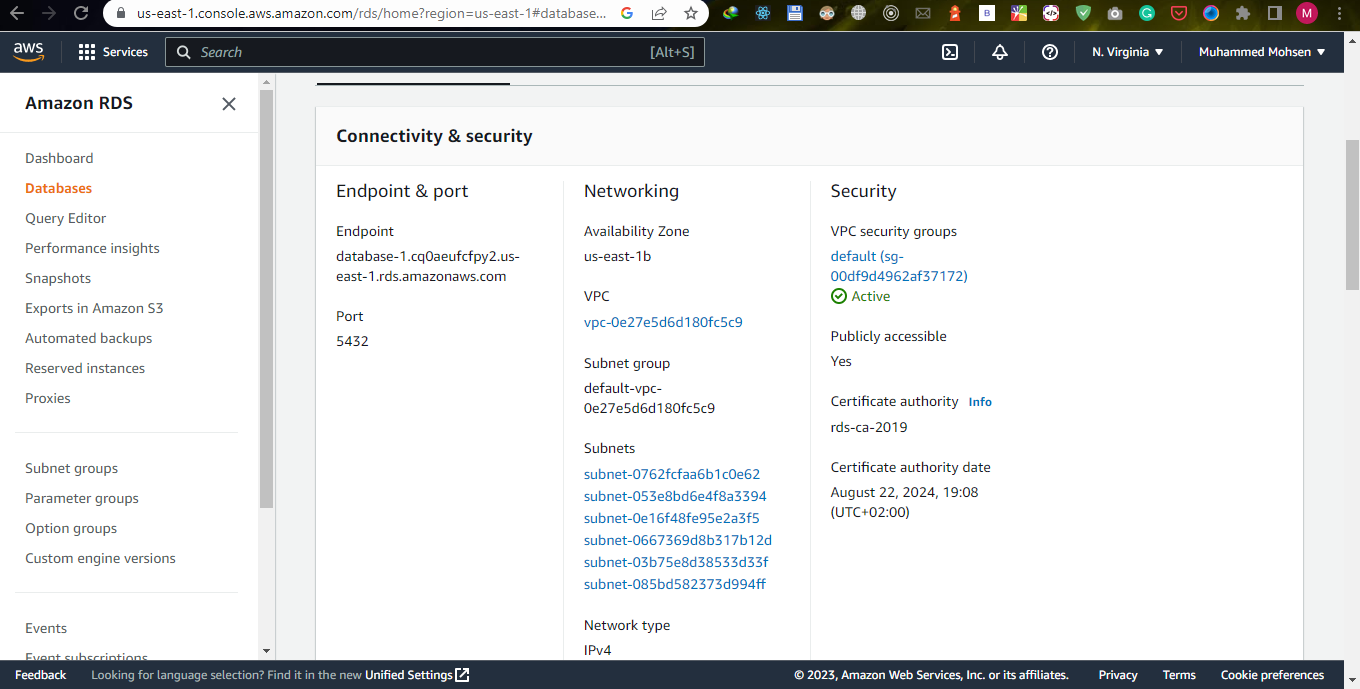 us-east-1.console.aws.amazon.com/rds/home?region=us-east-1#database...
aws
Services
Search
[Alt+S]
N. Virginia
Muhammed Mohsen
Amazon RDS
Dashboard
Databases
Query Editor
Performance insights
Snapshots
Exports in Amazon S3
Automated backups
Reserved instances
Proxies
Subnet groups
Parameter groups
Option groups
Custom engine versions
Events
Event subscriptions
Connectivity & security
Endpoint & port
Endpoint
database-1.cq0aeufcfpy2.us-
east-1.rds.amazonaws.com
Port
5432
Networking
Availability Zone
us-east-1b
VPC
vpc-0e27e5d6d180fc5c9
Subnet group
default-vpc-
0e27e5d6d180fc5c9
Subnets
subnet-0762fcfaa6b1c0e62
subnet-053e8bd6e4f8a3394
subnet-0e16f48fe95e2a3f5
subnet-0667369d8b317b12d
subnet-03b75e8d38533d33f
subnet-085bd582373d994ff
Network type
IPv4
Security
VPC security groups
default (sg-
00df9d4962af37172)
Active
Publicly accessible
Yes
Certificate authority Info
rds-ca-2019
Certificate authority date
August 22, 2024, 19:08
(UTC+02:00)
Feedback
Looking for language selection? Find it in the new Unified Settings
© 2023, Amazon Web Services, Inc. or its affiliates.
Privacy
Terms
Cookie preferences
M